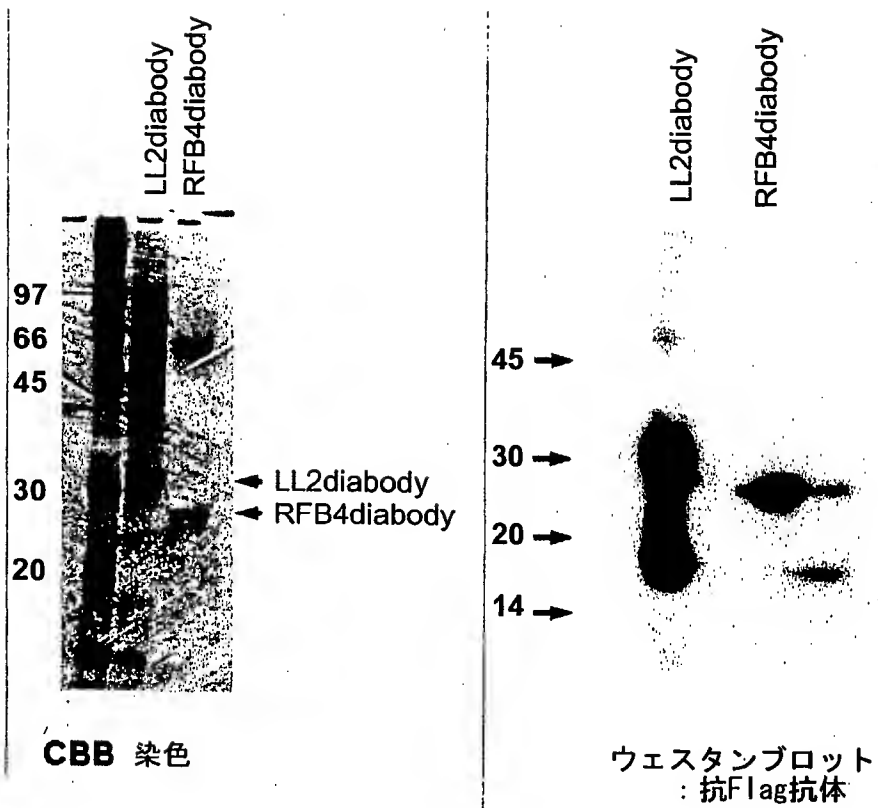 LL2diabody
RFB4diabody
97
66
45
30
20
LL2diabody
RFB4diabody
CBB 染色
LL2diabody
RFB4diabody
45
30
20
14
ウェスタンブロット
：抗Flag抗体